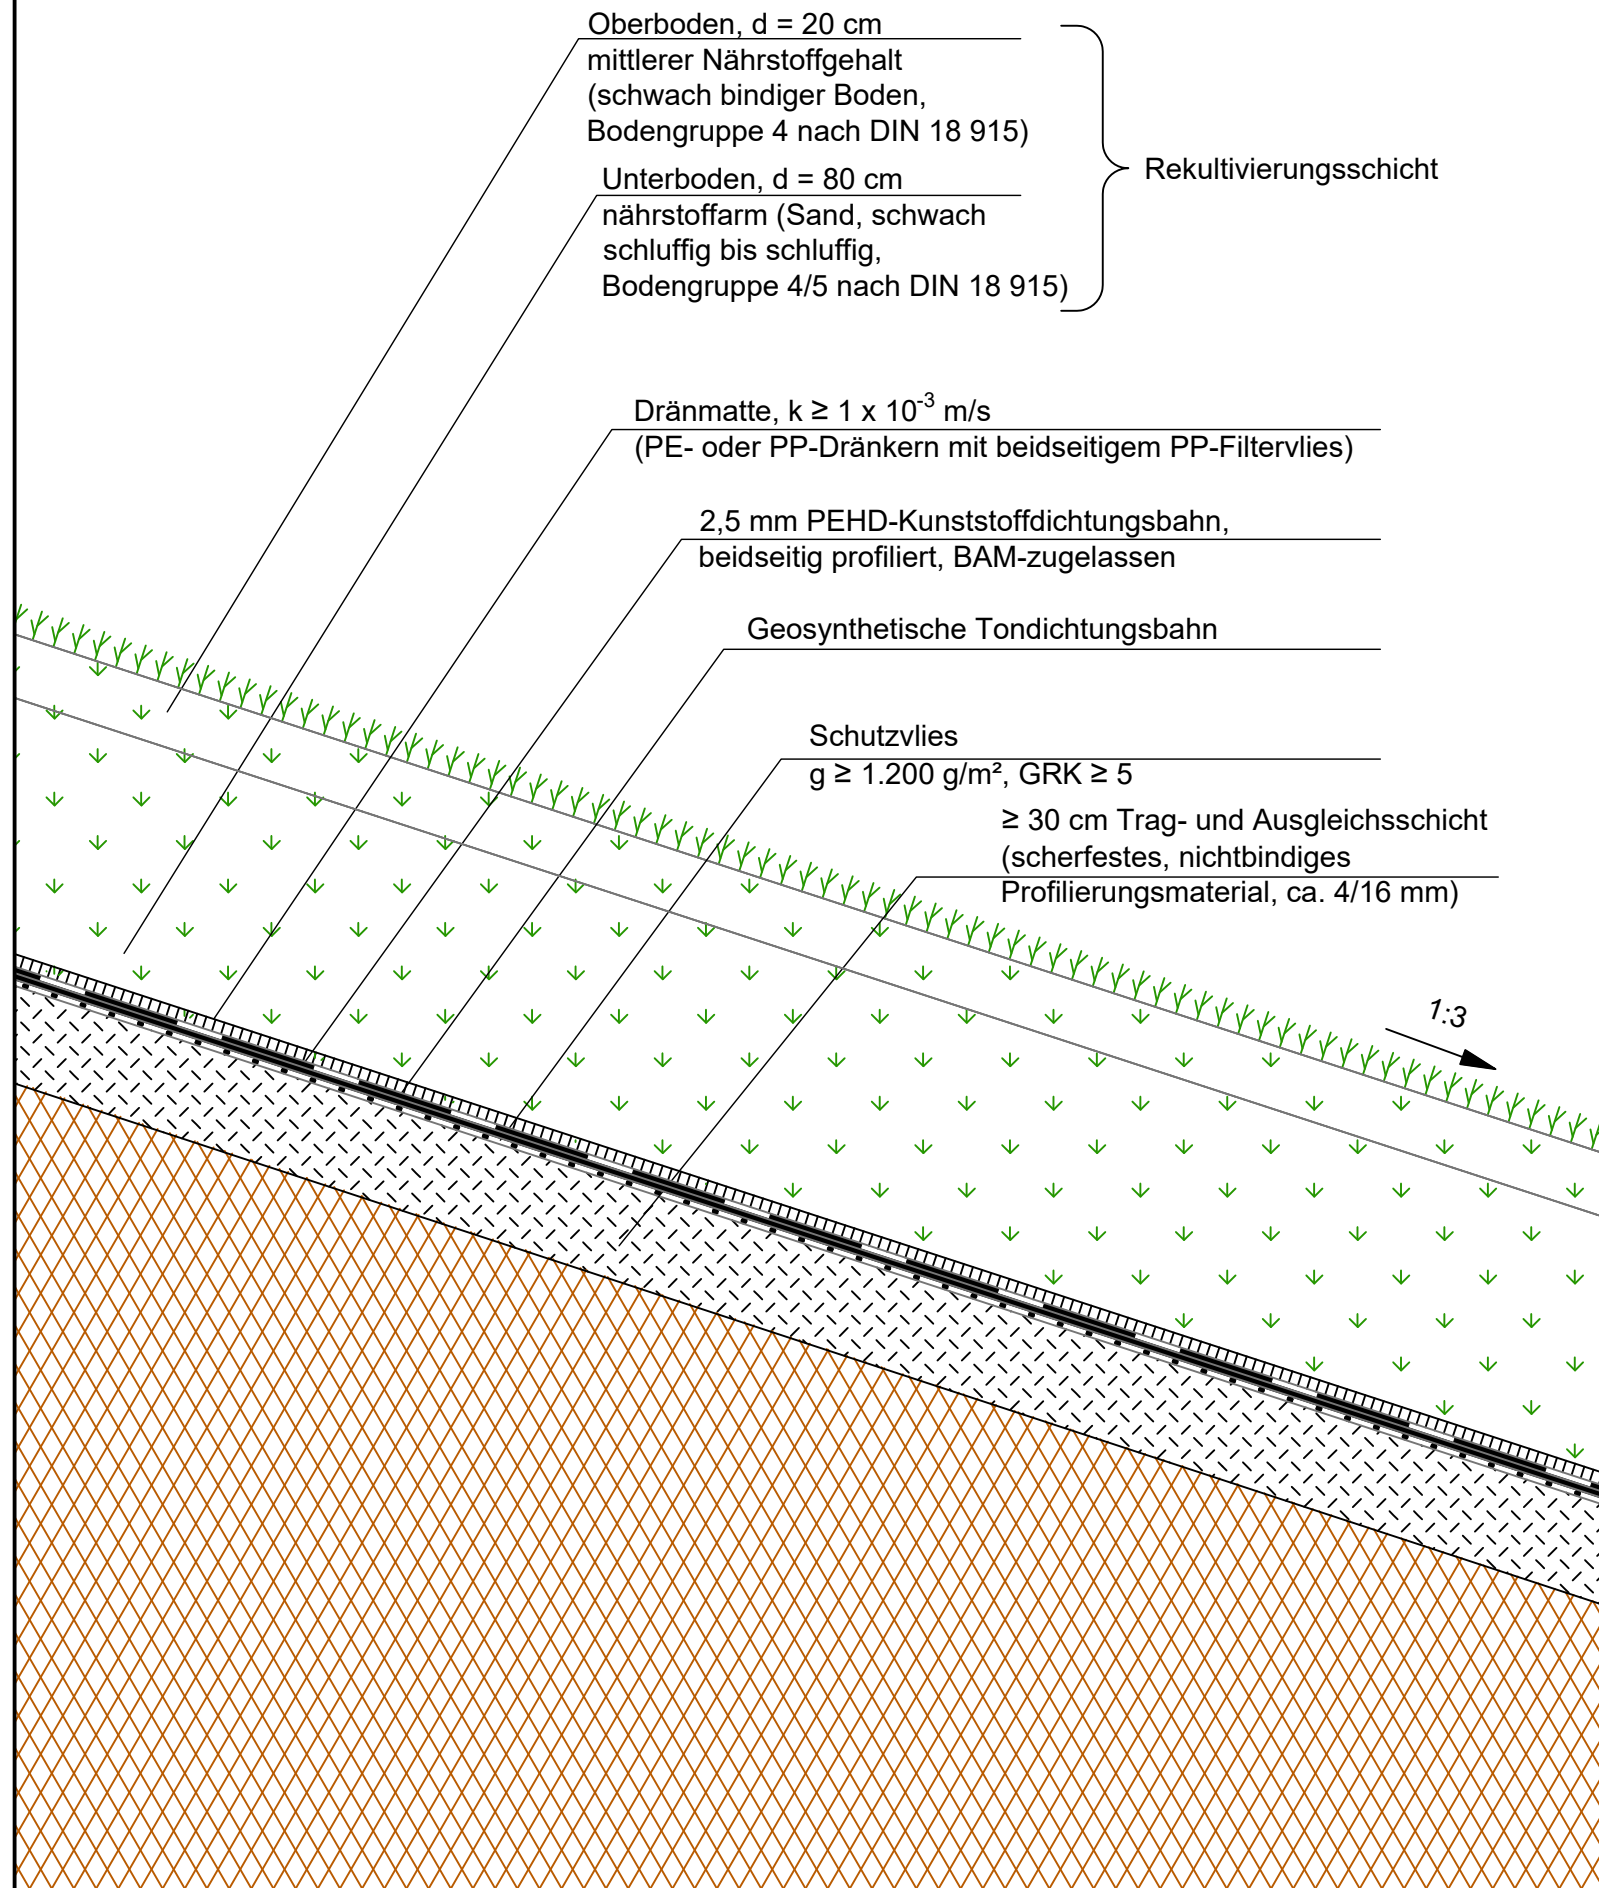 Oberboden, d = 20 cm
mittlerer Nährstoffgehalt
(schwach bindiger Boden,
Bodengruppe 4 nach DIN 18 915)
Unterboden, d = 80 cm
nährstoffarm (Sand, schwach
schluffig bis schluffig,
Bodengruppe 4/5 nach DIN 18 915)
Rekultivierungsschicht
Dränmatte, k ≥ 1 x 10⁻³ m/s
(PE- oder PP-Dränkern mit beidseitigem PP-Filtervlies)
2,5 mm PEHD-Kunststoffdichtungsbahn,
beidseitig profiliert, BAM-zugelassen
Geosynthetische Tondichtungsbahn
Schutzvlies
g ≥ 1.200 g/m², GRK ≥ 5
≥ 30 cm Trag- und Ausgleichsschicht
(scherfestes, nichtbindiges
Profilierungsmaterial, ca. 4/16 mm)
1:3